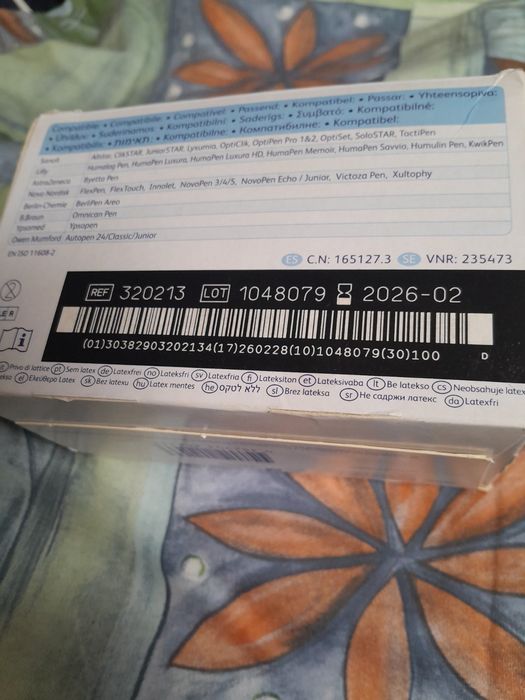 Compatible: • Compatibile: • Compatível: • Passend: • Kompatibel: • Passar: • Yhteensopiva:
• Ühilduv: • Suderinamas: • Kompatibilní: • Saderīgs: • Συμβατό: • Kompatibilné:
• Kompatibilis: • תאימות: • Kompatibilne: • Компатибилне: • Kompatibel:
Sanofi Allstar, ClikSTAR, JuniorSTAR, Lyxumia, OptiClik, OptiPen Pro 1&2, OptiSet, SoloSTAR, TactiPen
Lilly Humalog Pen, HumaPen Luxura, HumaPen Luxura HD, HumaPen Memoir, HumaPen Savvio, Humulin Pen, KwikPen
AstraZeneca Byetta Pen
Novo Nordisk FlexPen, FlexTouch, Innolet, NovoPen 3/4/5, NovoPen Echo / Junior, Victoza Pen, Xultophy
Berlin-Chemie BerliPen Areo
B.Braun Omnican Pen
Ypsomed Ypsopen
Owen Mumford Autopen 24/Classic/Junior
EN ISO 11608-2
ES C.N: 165127.3 SE VNR: 235473
REF 320213 LOT 1048079 2026-02
(01)30382903202134(17)260228(10)1048079(30)100 D
Privo di lattice pt Sem latex de Latexfrei no Lateksfri sv Latexfria fi Lateksiton et Lateksivaba lt Be latekso cs Neobsahuje latex
el Ελεύθερο Latex sk Bez latexu hu Latex mentes he ללא לטקס sl Brez lateksa sr Не садржи латекс da Latexfri